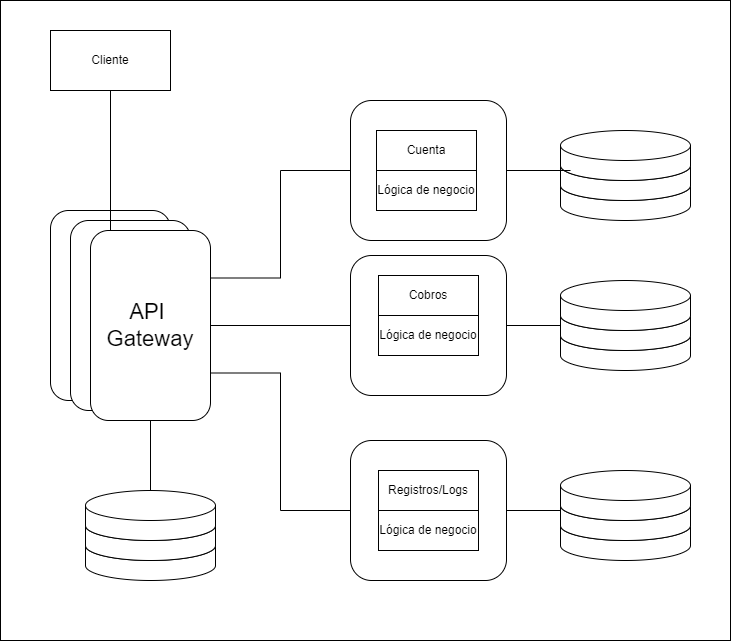 Cliente
Cuenta
Lógica de negocio
API
Gateway
Cobros
Lógica de negocio
Registros/Logs
Lógica de negocio